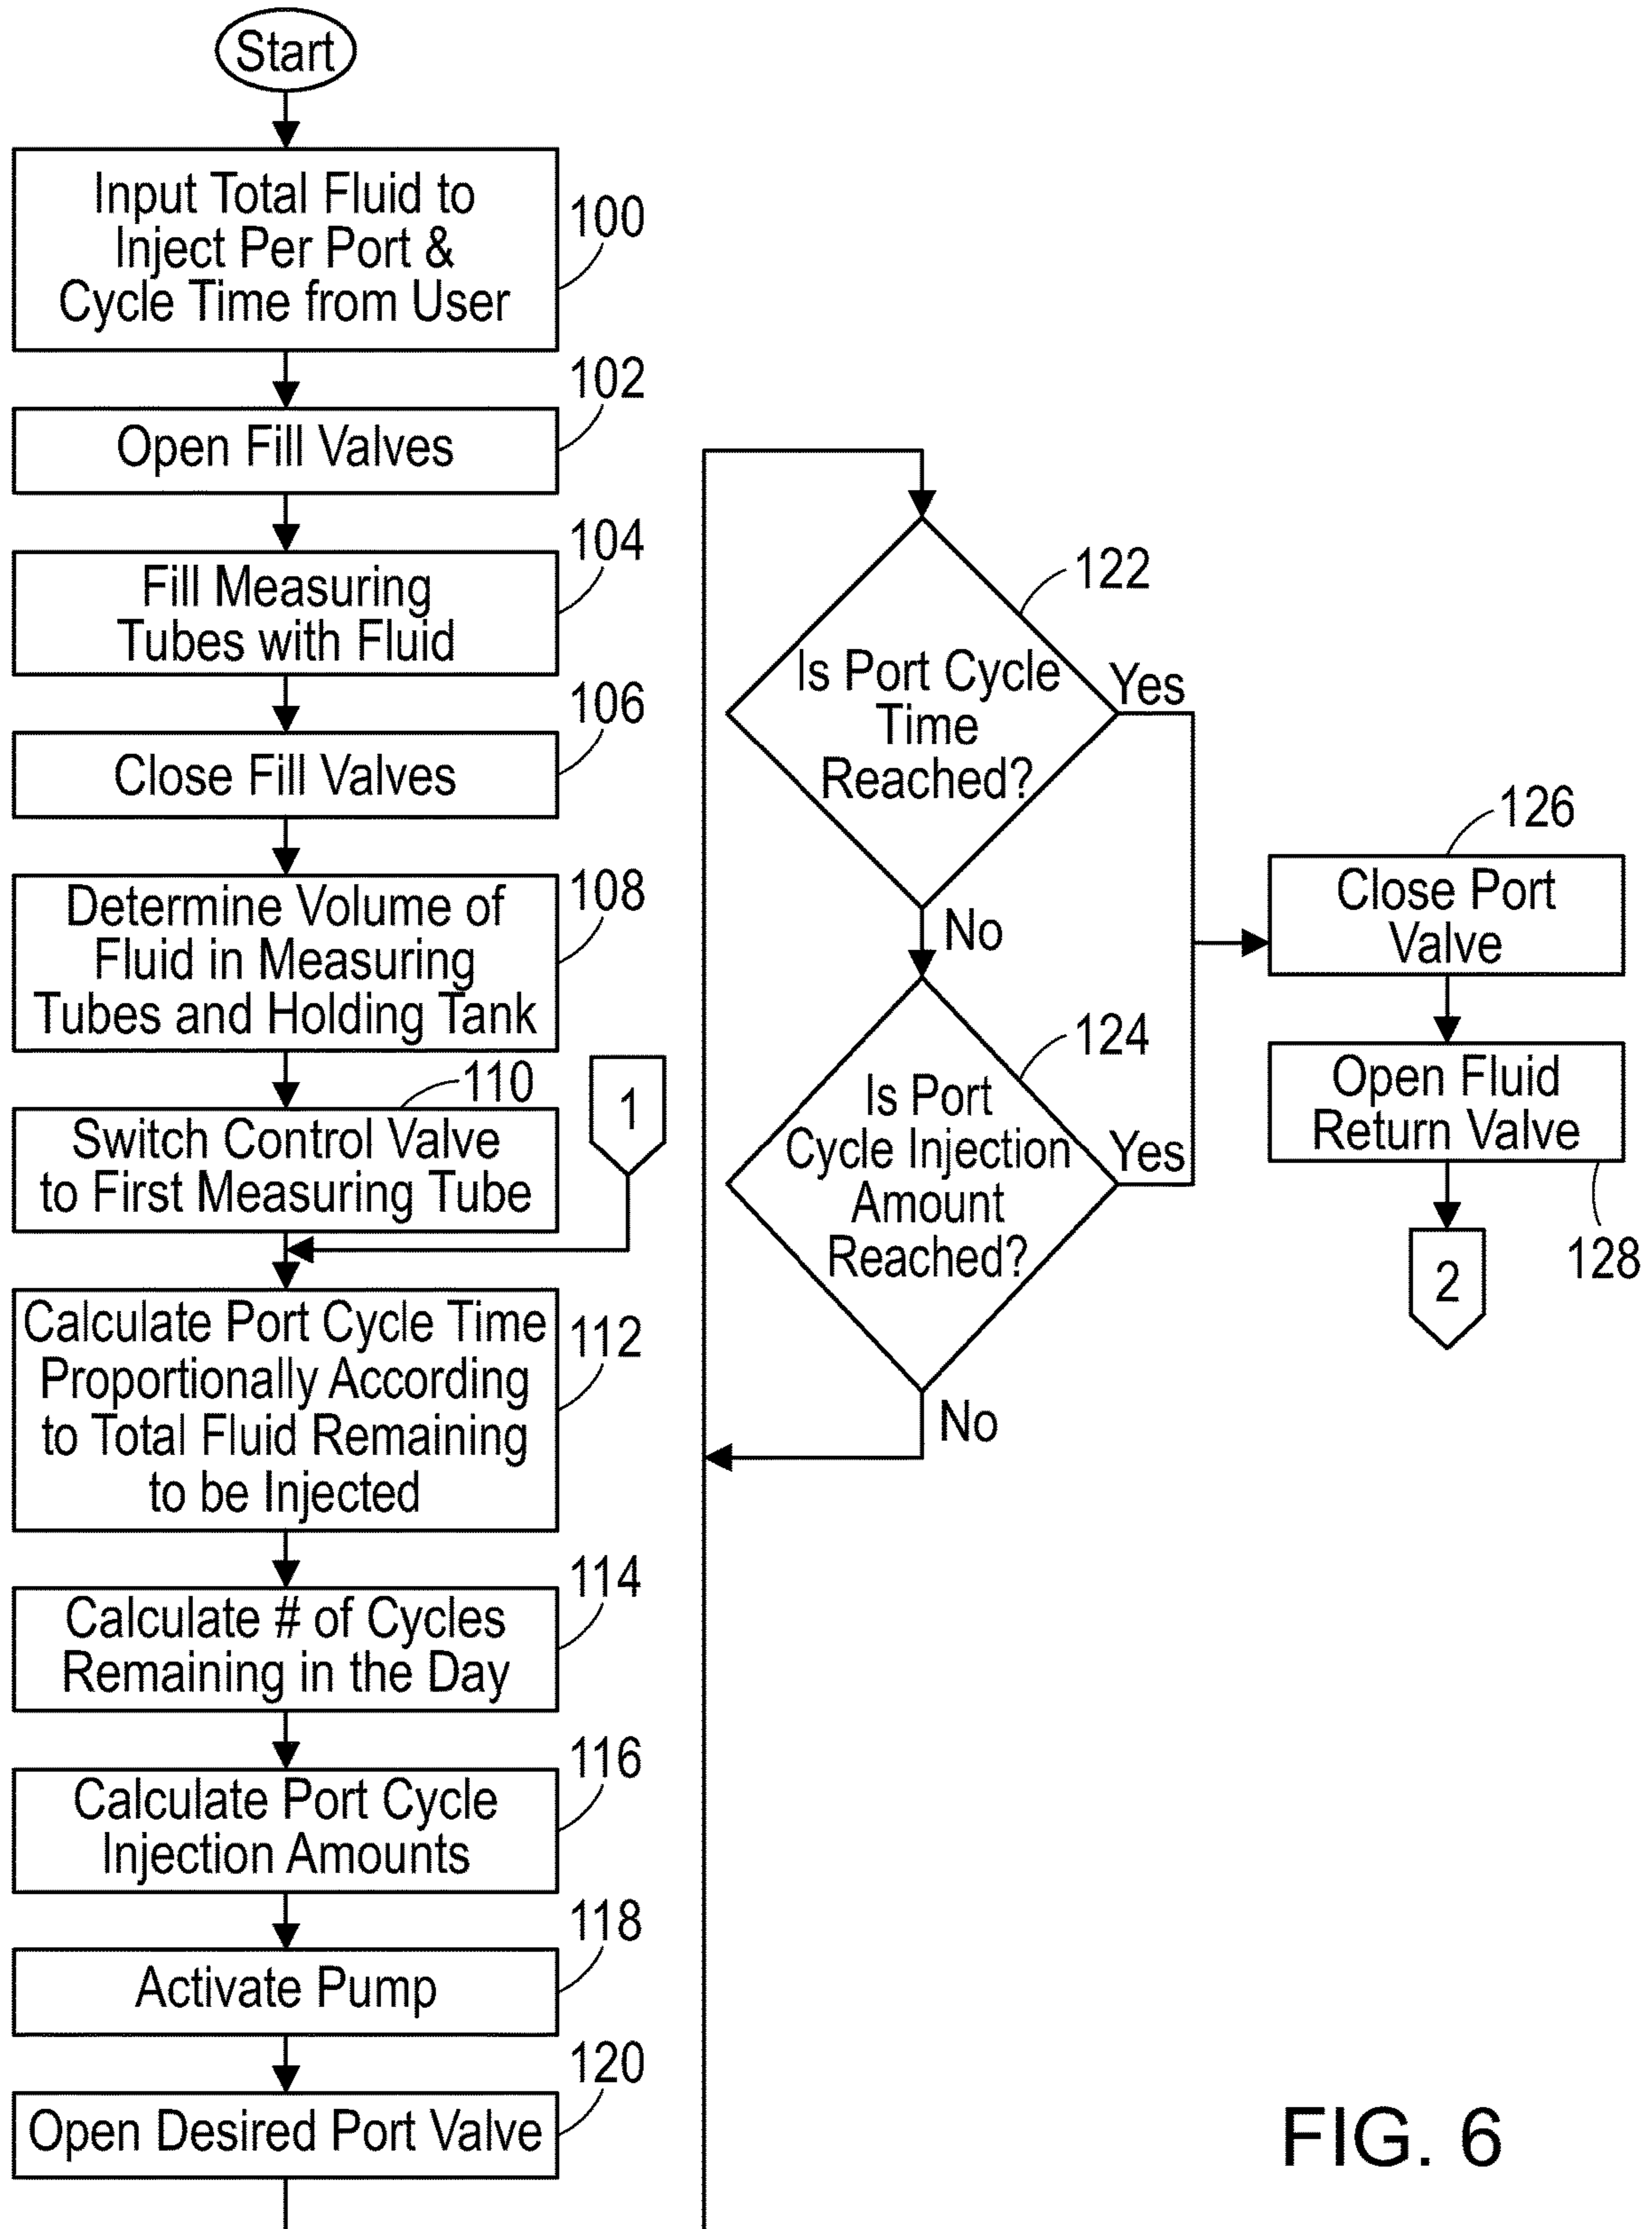 Start
Input Total Fluid to
Inject Per Port &
Cycle Time from User
100
102
Open Fill Valves
104
Fill Measuring
Tubes with Fluid
106
Close Fill Valves
108
Determine Volume of
Fluid in Measuring
Tubes and Holding Tank
110
1
Switch Control Valve
to First Measuring Tube
Calculate Port Cycle Time
Proportionally According
to Total Fluid Remaining
to be Injected
112
114
Calculate # of Cycles
Remaining in the Day
116
Calculate Port Cycle
Injection Amounts
118
Activate Pump
120
Open Desired Port Valve
122
Is Port Cycle
Time
Reached?
Yes
No
124
Is Port
Cycle Injection
Amount
Reached?
Yes
No
126
Close Port
Valve
Open Fluid
Return Valve
128
2
FIG. 6